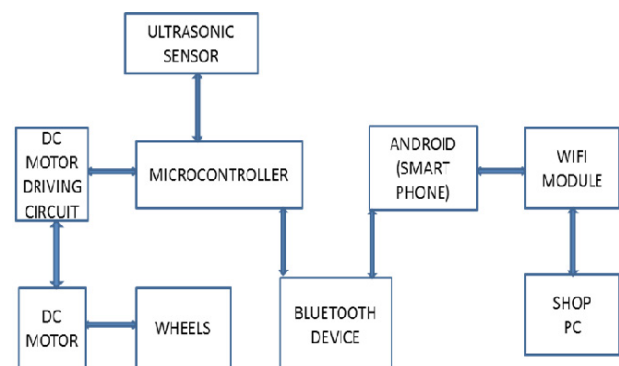 ULTRASONIC
SENSOR
DC
MOTOR
DRIVING
CIRCUIT
MICROCONTROLLER
ANDROID
(SMART
PHONE)
WIFI
MODULE
DC
MOTOR
WHEELS
BLUETOOTH
DEVICE
SHOP
PC